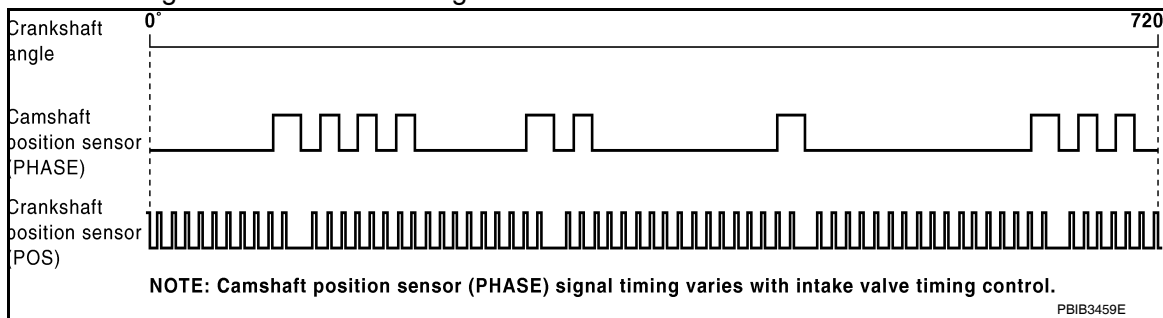 0° 720
Crankshaft
angle
Camshaft
position sensor
(PHASE)
Crankshaft
position sensor
(POS)
NOTE: Camshaft position sensor (PHASE) signal timing varies with intake valve timing control.
PBIB3459E